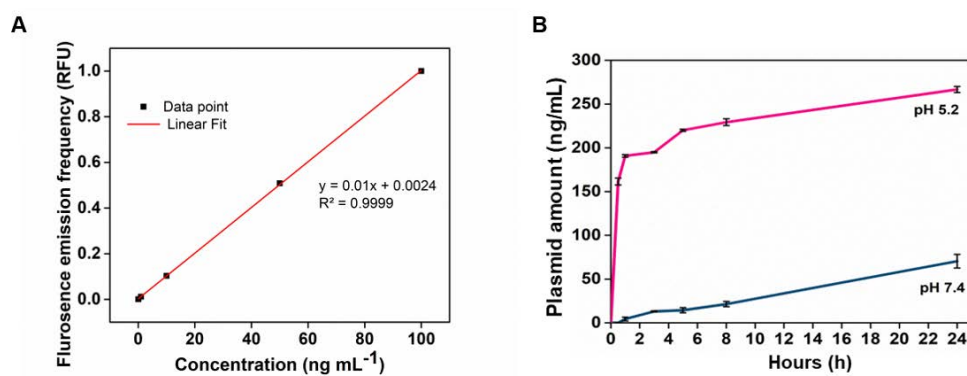 A
Flurosence emission frequency (RFU)
1.0
0.8
0.6
0.4
0.2
0.0
Data point
Linear Fit
y = 0.01x + 0.0024
R² = 0.9999
0 20 40 60 80 100
Concentration (ng mL⁻¹)
B
Plasmid amount (ng/mL)
300
250
200
150
100
50
0
pH 5.2
pH 7.4
0 2 4 6 8 10 12 14 16 18 20 22 24
Hours (h)